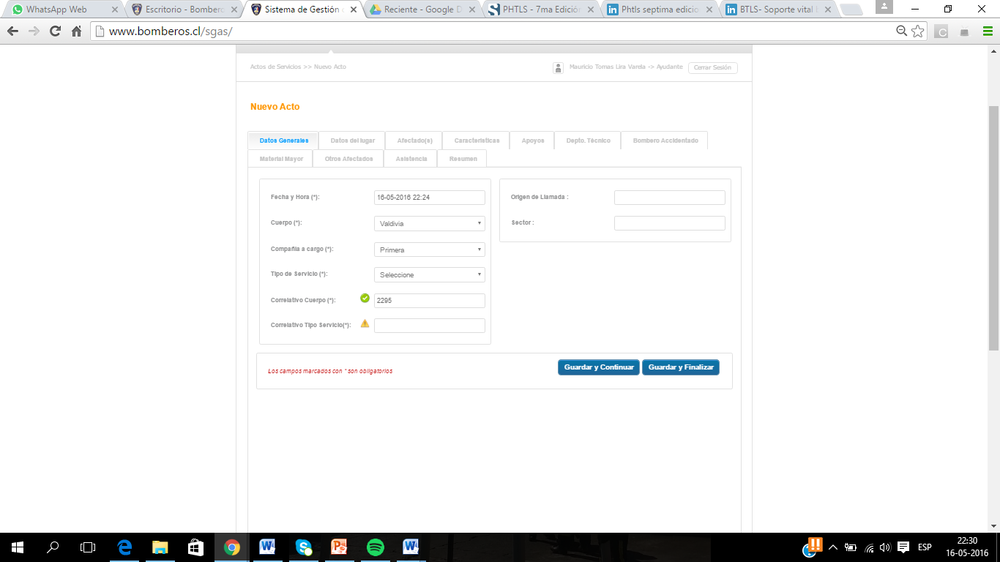 WhatsApp Web
Escritorio - Bombero
Sistema de Gestión
Reciente - Google D
PHTLS - 7ma Edición
Phtls septima edicio
BTLS- Soporte vital
www.bomberos.cl/sgas/
Actos de Servicios >> Nuevo Acto
Mauricio Tomas Lira Varela -> Ayudante
Cerrar Sesión
Nuevo Acto
Datos Generales
Datos del lugar
Afectado(s)
Características
Apoyos
Depto. Técnico
Bombero Accidentado
Material Mayor
Otros Afectados
Asistencia
Resumen
Fecha y Hora (*):
16-05-2016 22:24
Cuerpo (*):
Valdivia
Compañia a cargo (*):
Primera
Tipo de Servicio (*):
Seleccione
Correlativo Cuerpo (*):
2295
Correlativo Tipo Servicio(*):
Origen de Llamada :
Sector :
Los campos marcados con * son obligatorios
Guardar y Continuar
Guardar y Finalizar
ESP
22:30
16-05-2016